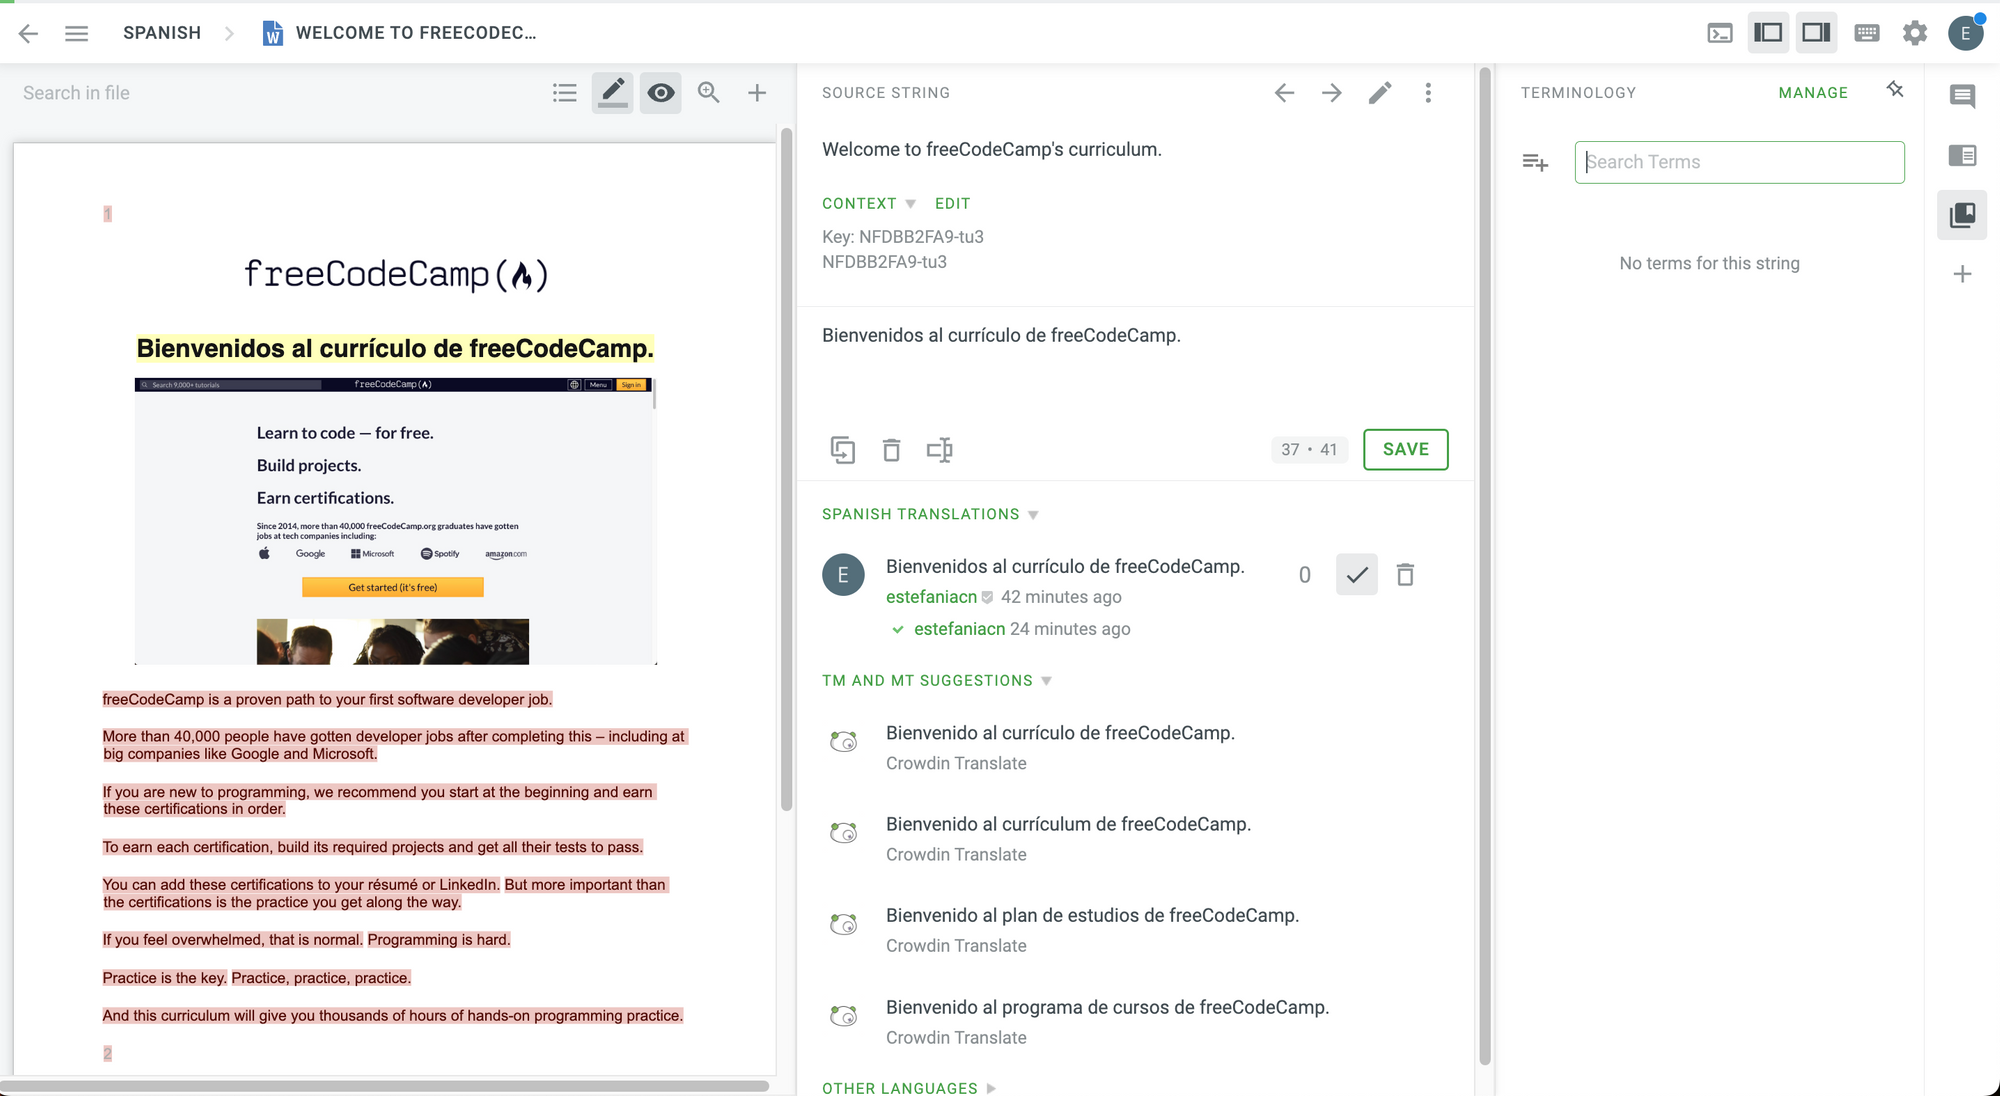 SPANISH
WELCOME TO FREECODEC...
E
Search in file
1
freeCodeCamp
Bienvenidos al currículo de freeCodeCamp.
Search 9,000+ tutorials
freeCodeCamp
Menu
Sign in
Learn to code — for free.
Build projects.
Earn certifications.
Since 2014, more than 40,000 freeCodeCamp.org graduates have gotten
jobs at tech companies including:
Google
Microsoft
Spotify
amazon.com
Get started (it's free)
freeCodeCamp is a proven path to your first software developer job.
More than 40,000 people have gotten developer jobs after completing this – including at
big companies like Google and Microsoft.
If you are new to programming, we recommend you start at the beginning and earn
these certifications in order.
To earn each certification, build its required projects and get all their tests to pass.
You can add these certifications to your résumé or LinkedIn. But more important than
the certifications is the practice you get along the way.
If you feel overwhelmed, that is normal. Programming is hard.
Practice is the key. Practice, practice, practice.
And this curriculum will give you thousands of hours of hands-on programming practice.
2
SOURCE STRING
Welcome to freeCodeCamp's curriculum.
CONTEXT EDIT
Key: NFDBB2FA9-tu3
NFDBB2FA9-tu3
Bienvenidos al currículo de freeCodeCamp.
37 • 41
SAVE
SPANISH TRANSLATIONS
E
Bienvenidos al currículo de freeCodeCamp.
0
estefaniacn 42 minutes ago
estefaniacn 24 minutes ago
TM AND MT SUGGESTIONS
Bienvenido al currículo de freeCodeCamp.
Crowdin Translate
Bienvenido al currículum de freeCodeCamp.
Crowdin Translate
Bienvenido al plan de estudios de freeCodeCamp.
Crowdin Translate
Bienvenido al programa de cursos de freeCodeCamp.
Crowdin Translate
OTHER LANGUAGES
TERMINOLOGY
MANAGE
Search Terms
No terms for this string